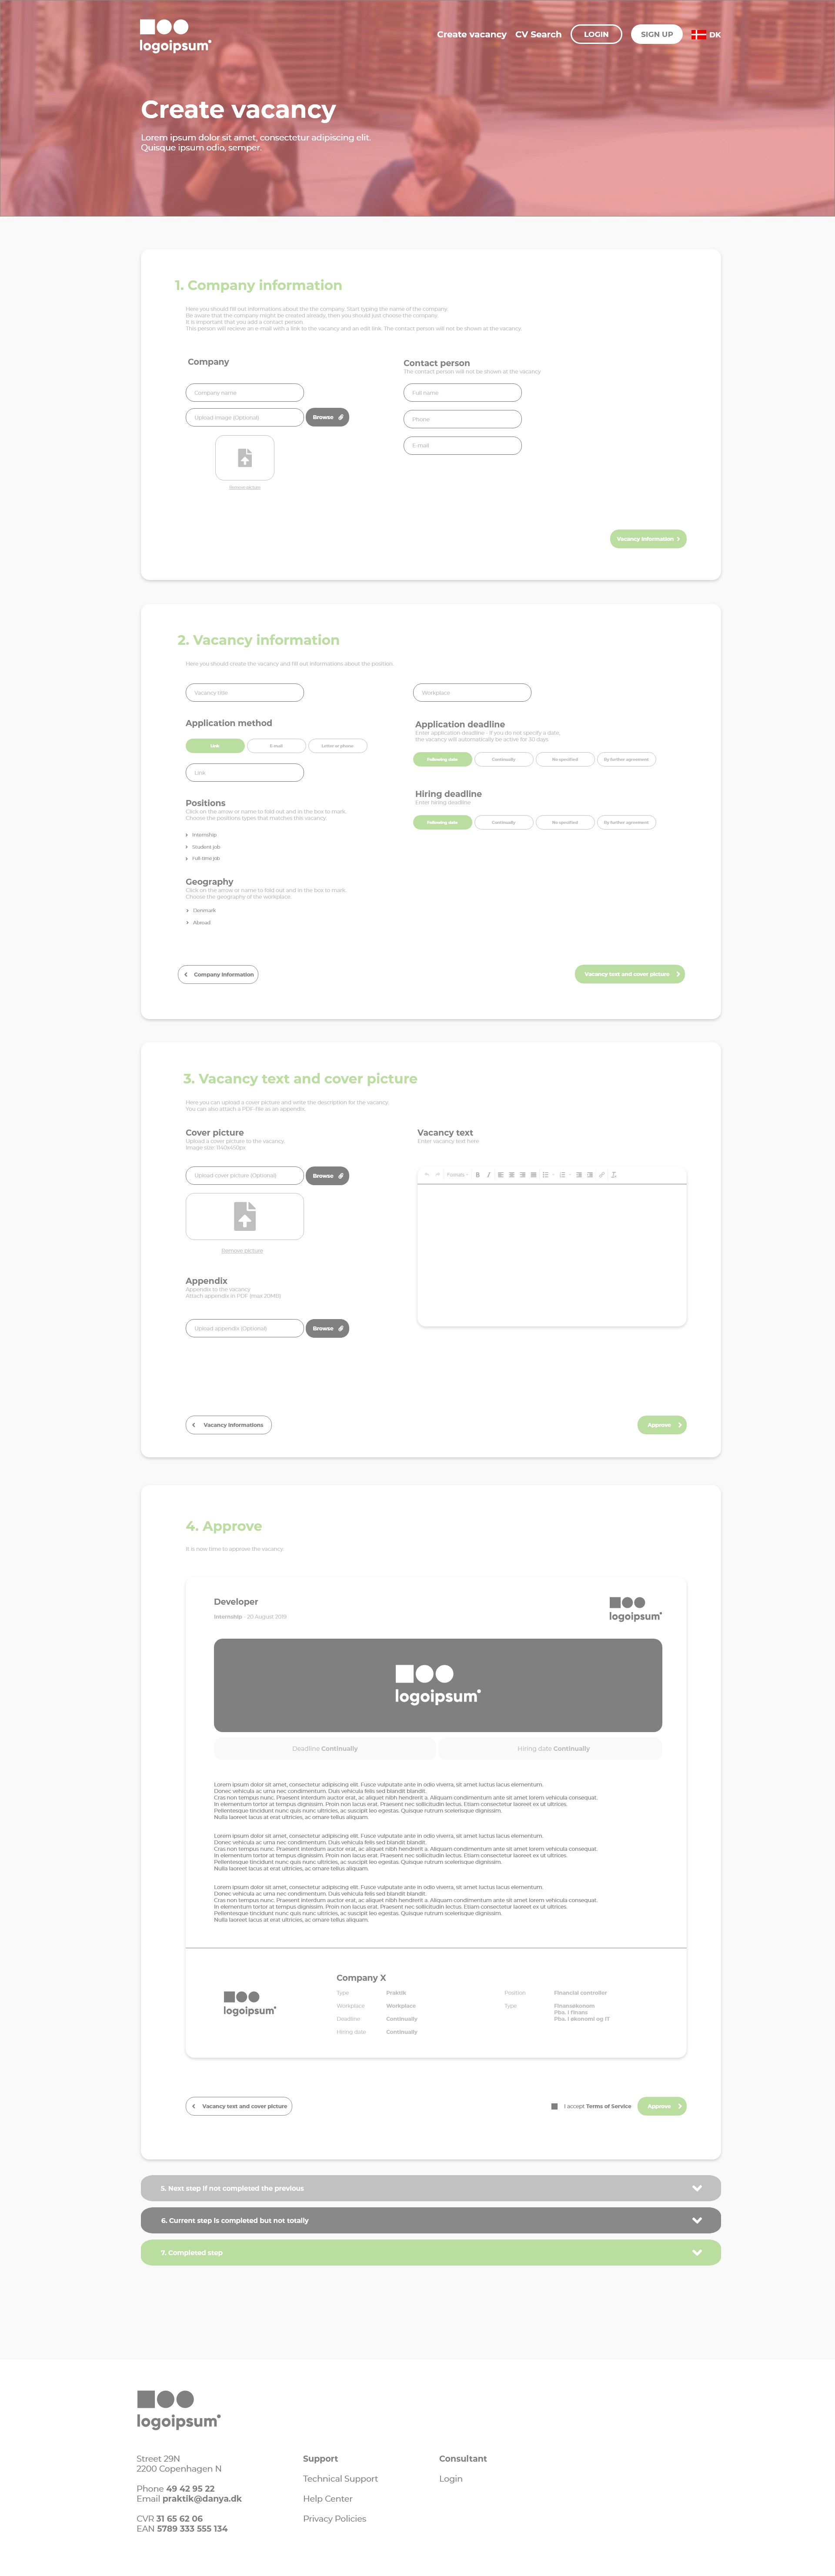 logoipsum
Create vacancy CV Search LOGIN SIGN UP DK
Create vacancy
Lorem ipsum dolor sit amet, consectetur adipiscing elit.
Quisque ipsum odio, semper.
1. Company information
Here you should fill out informations about the the company. Start typing the name of the company.
Be aware that the company might be created already, then you should just choose the company.
It is important that you add a contact person.
This person will recieve an e-mail with a link to the vacancy and an edit link. The contact person will not be shown at the vacancy.
Company
Company name
Upload image (Optional) Browse
Remove picture
Contact person
The contact person will not be shown at the vacancy
Full name
Phone
E-mail
Vacancy information
2. Vacancy information
Here you should create the vacancy and fill out informations about the position.
Vacancy title
Workplace
Application method
Link E-mail Letter or phone
Link
Application deadline
Enter application deadline - if you do not specify a date,
the vacancy will automatically be active for 30 days
Following date Continually No specified By further agreement
Hiring deadline
Enter hiring deadline
Following date Continually No specified By further agreement
Positions
Click on the arrow or name to fold out and in the box to mark.
Choose the positions types that matches this vacancy
Internship
Student job
Full time job
Geography
Click on the arrow or name to fold out and in the box to mark.
Choose the geography of the workplace.
Denmark
Abroad
Company information
Vacancy text and cover picture
3. Vacancy text and cover picture
Here you can upload a cover picture and write the description for the vacancy.
You can also attach a PDF-file as an appendix
Cover picture
Upload a cover picture to the vacancy.
Image size: 1140x450px
Upload cover picture (Optional) Browse
Remove picture
Vacancy text
Enter vacancy text here
Formats
Appendix
Appendix to the vacancy
Attach appendix in PDF (max 20MB)
Upload appendix (Optional) Browse
Vacancy informations
Approve
4. Approve
It is now time to approve the vacancy.
Developer
Internship - 20 August 2019
logoipsum
logoipsum
Deadline Continually
Hiring date Continually
Lorem ipsum dolor sit amet, consectetur adipiscing elit. Fusce vulputate ante in odio viverra, sit amet luctus lacus elementum.
Donec vehicula ac urna nec condimentum. Duis vehicula felis sed blandit blandit.
Cras non tempus nunc. Praesent interdum auctor erat, ac aliquet nibh hendrerit a. Aliquam condimentum ante sit amet lorem vehicula consequat.
In elementum tortor at tempus dignissim. Proin non lacus erat. Praesent nec sollicitudin lectus. Etiam consectetur laoreet ex ut ultrices.
Pellentesque tincidunt nunc quis nunc ultricies, ac suscipit leo egestas. Quisque rutrum scelerisque dignissim.
Nulla laoreet lacus at erat ultricies, ac ornare tellus aliquam.
Lorem ipsum dolor sit amet, consectetur adipiscing elit. Fusce vulputate ante in odio viverra, sit amet luctus lacus elementum.
Donec vehicula ac urna nec condimentum. Duis vehicula felis sed blandit blandit.
Cras non tempus nunc. Praesent interdum auctor erat, ac aliquet nibh hendrerit a. Aliquam condimentum ante sit amet lorem vehicula consequat.
In elementum tortor at tempus dignissim. Proin non lacus erat. Praesent nec sollicitudin lectus. Etiam consectetur laoreet ex ut ultrices.
Pellentesque tincidunt nunc quis nunc ultricies, ac suscipit leo egestas. Quisque rutrum scelerisque dignissim.
Nulla laoreet lacus at erat ultricies, ac ornare tellus aliquam.
Lorem ipsum dolor sit amet, consectetur adipiscing elit. Fusce vulputate ante in odio viverra, sit amet luctus lacus elementum.
Donec vehicula ac urna nec condimentum. Duis vehicula felis sed blandit blandit.
Cras non tempus nunc. Praesent interdum auctor erat, ac aliquet nibh hendrerit a. Aliquam condimentum ante sit amet lorem vehicula consequat.
In elementum tortor at tempus dignissim. Proin non lacus erat. Praesent nec sollicitudin lectus. Etiam consectetur laoreet ex ut ultrices.
Pellentesque tincidunt nunc quis nunc ultricies, ac suscipit leo egestas. Quisque rutrum scelerisque dignissim.
Nulla laoreet lacus at erat ultricies, ac ornare tellus aliquam.
logoipsum
Company X
Type Praktik
Workplace Workplace
Deadline Continually
Hiring date Continually
Position Financial controller
Type Finansøkonom
Pba. i finans
Pba. i økonomi og IT
Vacancy text and cover picture
I accept Terms of Service Approve
5. Next step if not completed the previous
6. Current step is completed but not totally
7. Completed step
logoipsum
Street 29N
2200 Copenhagen N
Phone 49 42 95 22
Email praktik@danya.dk
CVR 31 65 62 06
EAN 5789 333 555 134
Support
Technical Support
Help Center
Privacy Policies
Consultant
Login